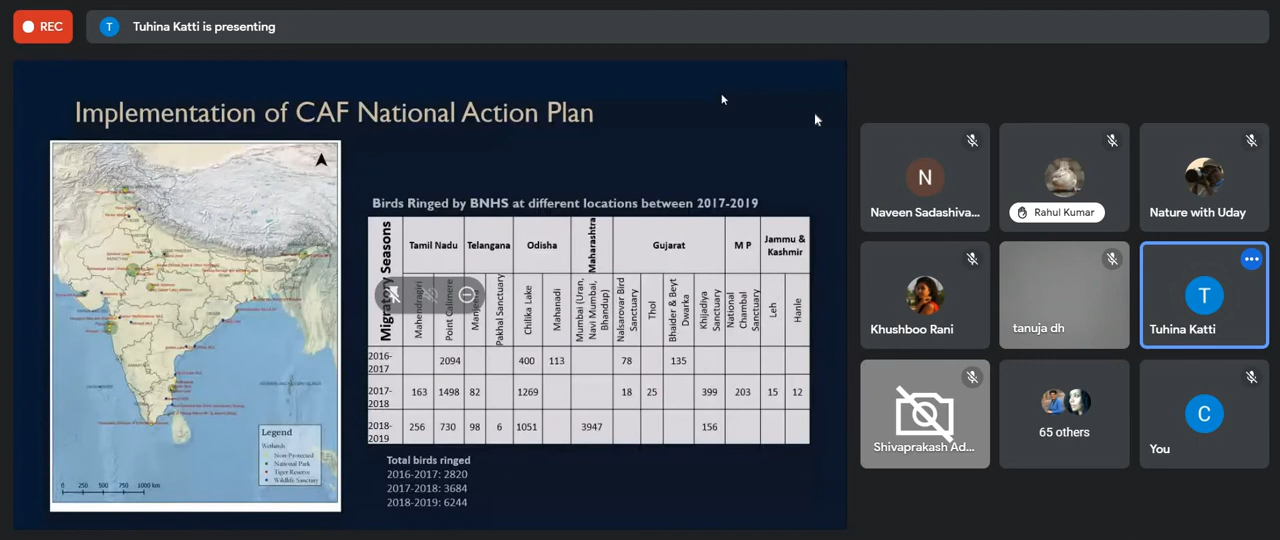 REC
T
Tuhina Katti is presenting
Implementation of CAF National Action Plan
Birds Ringed by BNHS at different locations between 2017-2019
Migratory Seasons Tamil Nadu Telangana Odisha Maharashtra Gujarat M P Jammu & Kashmir
Mahendragiri Point Calimere Pakhal Sanctuary Chilika Lake Mahanadi Mumbai (Uran, Navi Mumbai, Bhandup) Nalsarovar Bird Sanctuary Thol Bhaider & Beyt Dwarka Khijadiya Sanctuary National Chambal Sanctuary Leh Hanle
2016-2017 2094 400 113 78 135
2017-2018 163 1498 82 1269 18 25 399 203 15 12
2018-2019 256 730 98 6 1051 3947 156
Total birds ringed
2016-2017: 2820
2017-2018: 3684
2018-2019: 6244
Legend
Wetlands
Non-Protected
National Park
Tiger Reserve
Wildlife Sanctuary
0 250 500 1000 km
N
Naveen Sadashiva...
Rahul Kumar
Nature with Uday
Khushboo Rani
tanuja dh
T
Tuhina Katti
Shivaprakash Ad...
65 others
C
You